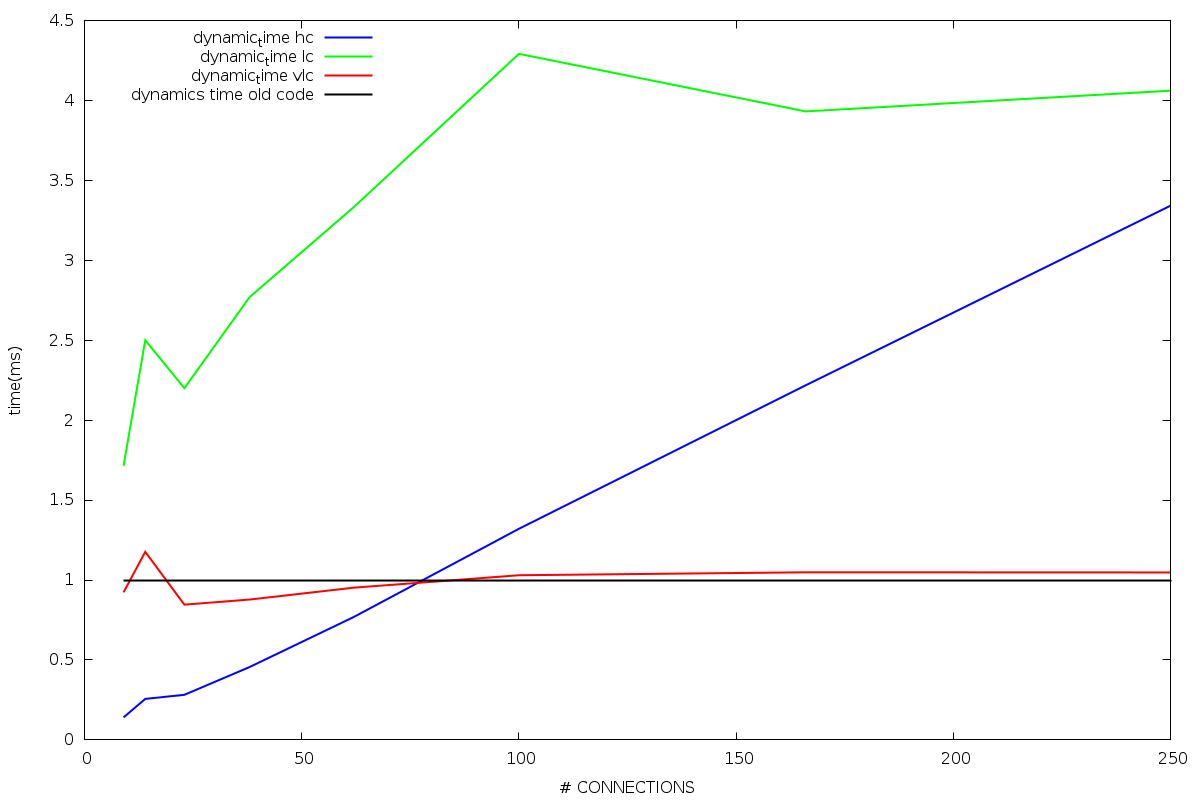 4.5
4
3.5
3
2.5
2
1.5
1
0.5
0
dynamic_time hc
dynamic_time lc
dynamic_time vlc
dynamics time old code
time(ms)
0 50 100 150 200 250
# CONNECTIONS